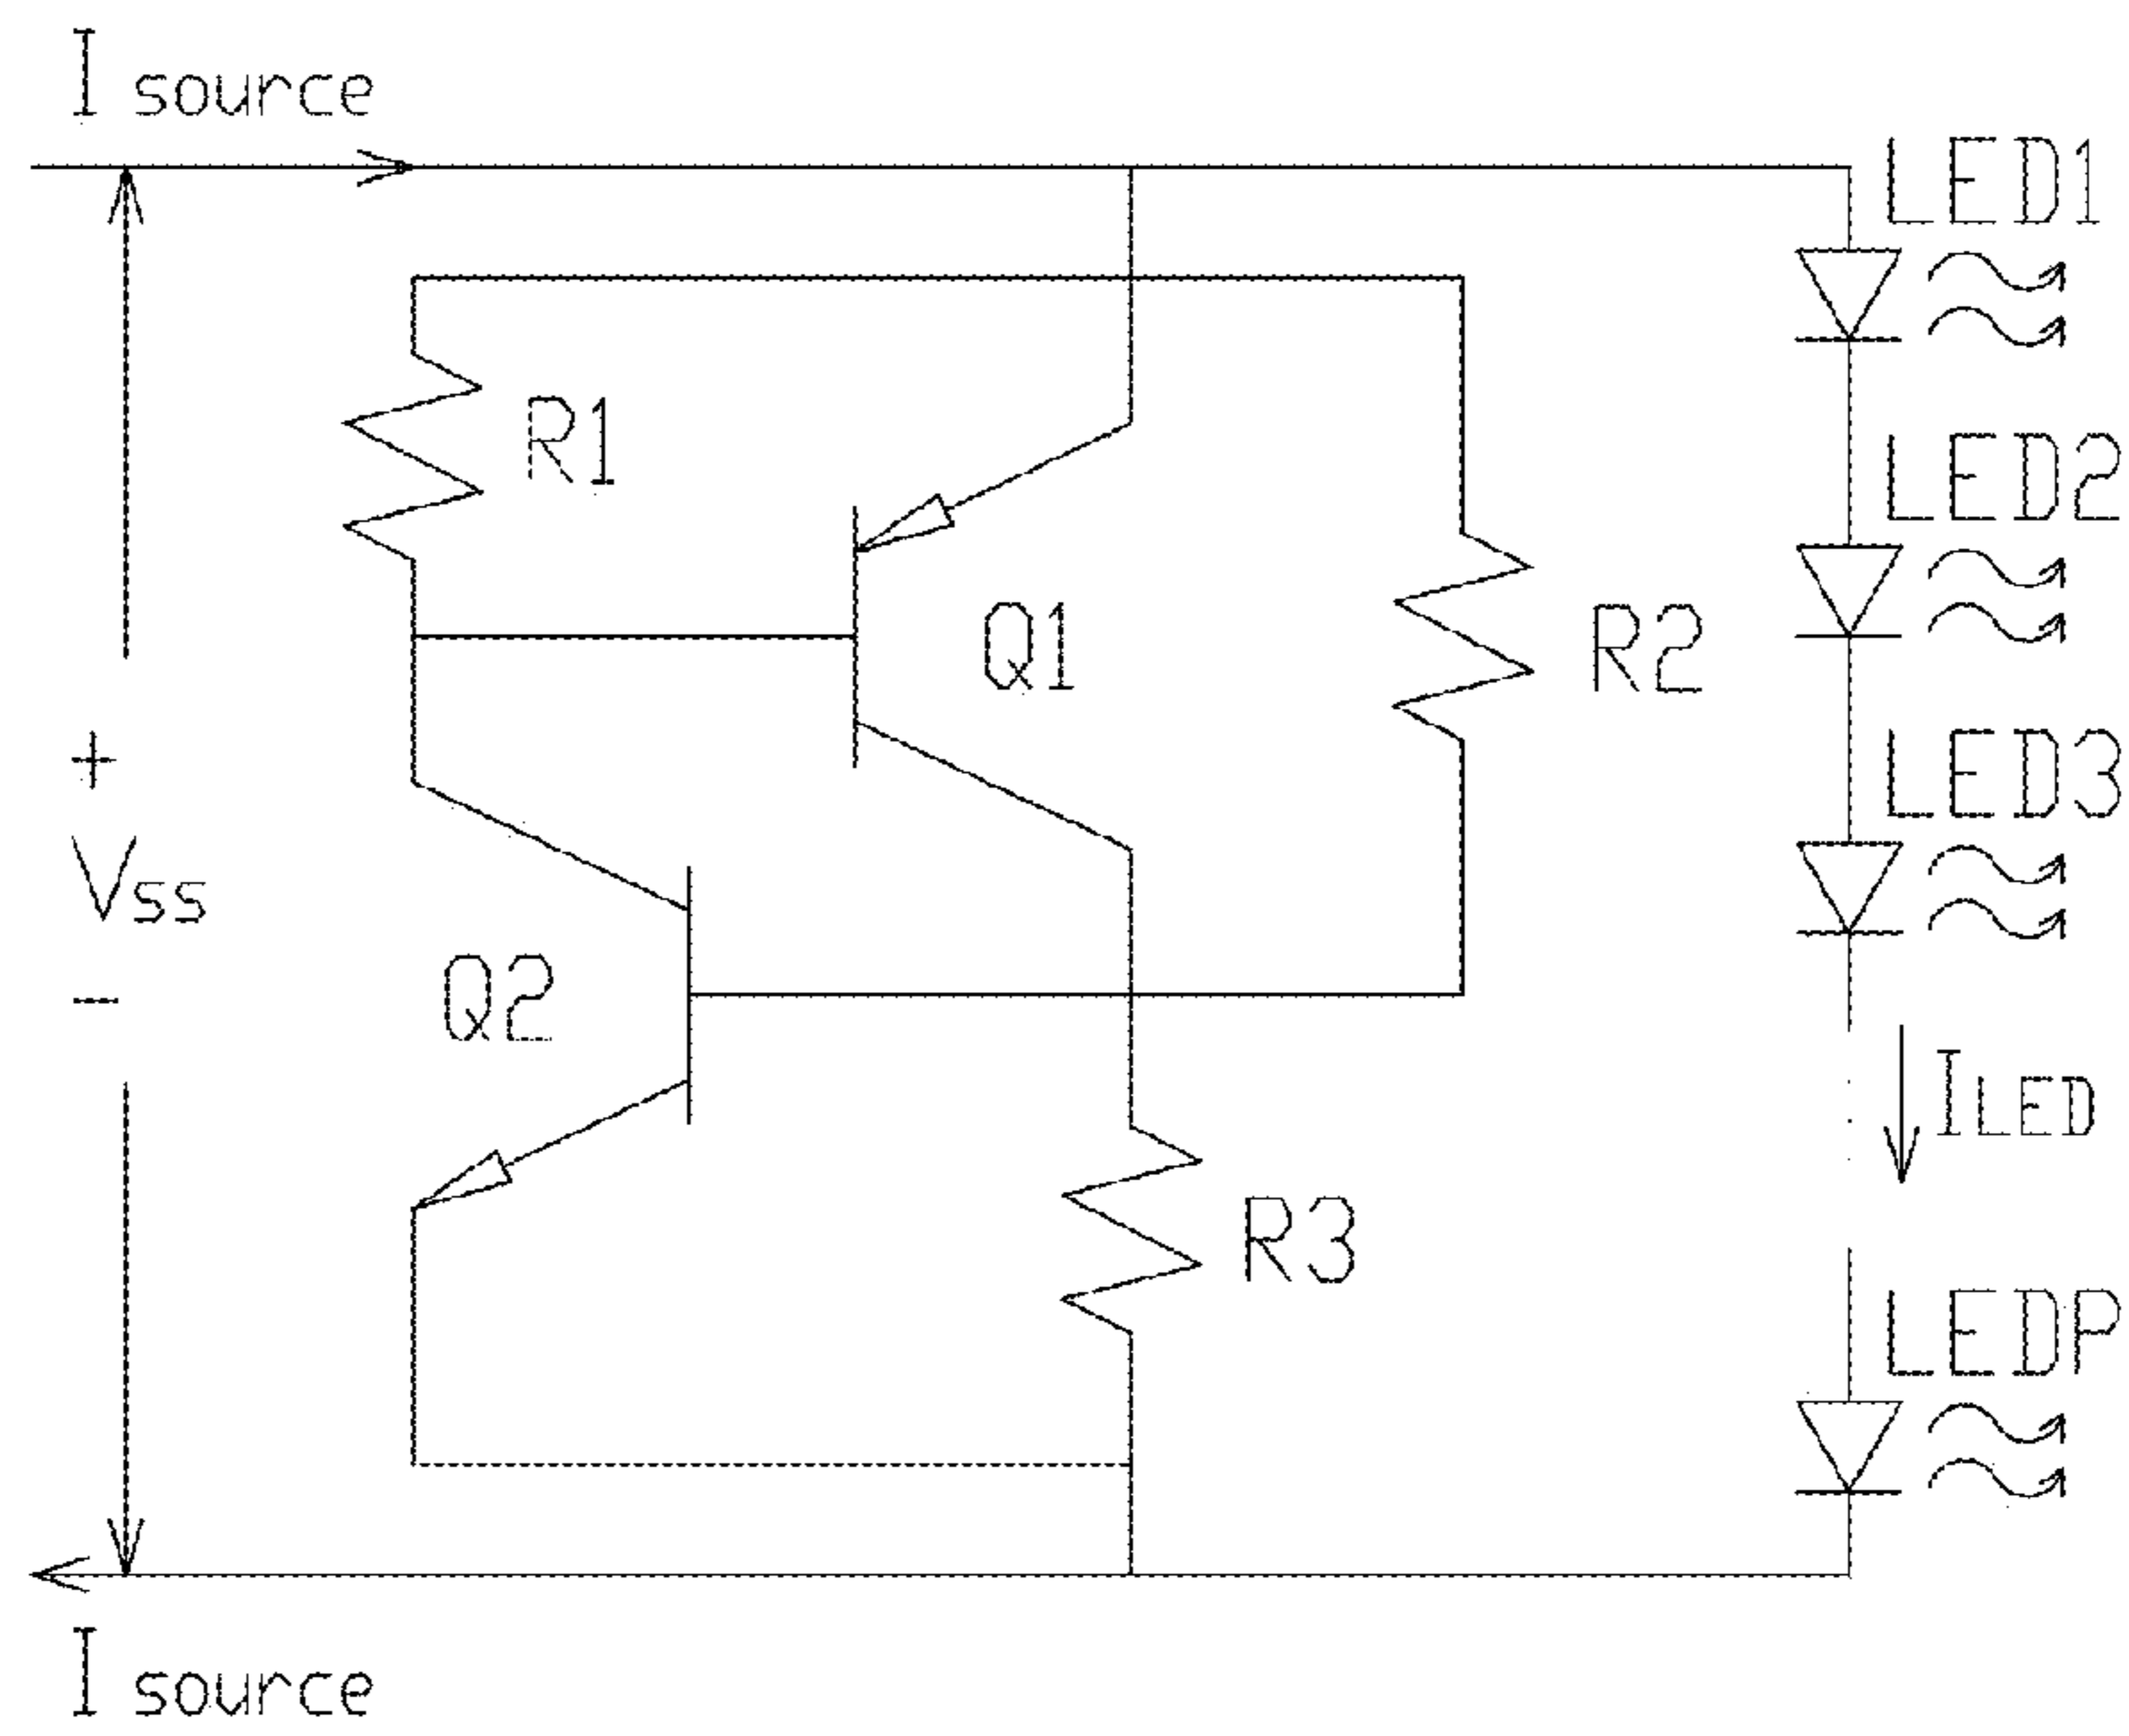 I source
LED1
R1
LED2
Q1
R2
+
LED3
Vss
Q2
-
ILED
R3
LEDP
I source